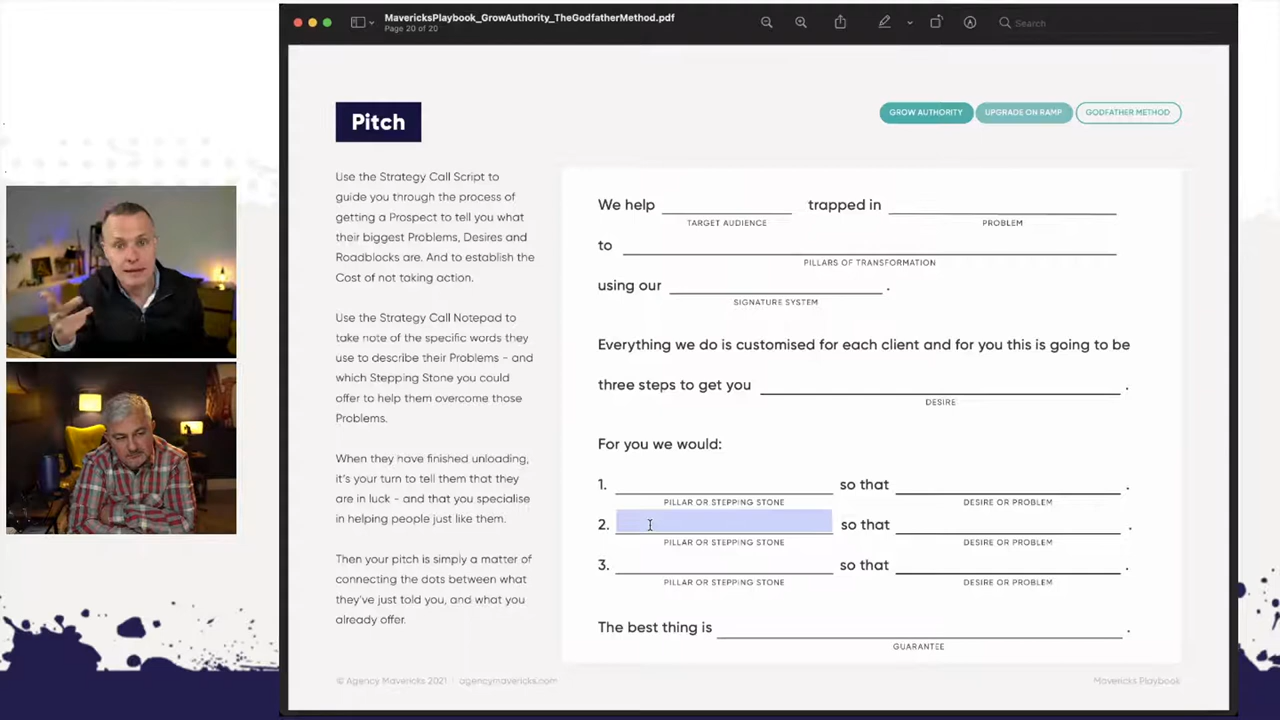 MavericksPlaybook_GrowAuthority_TheGodfatherMethod.pdf
Page 20 of 20
Search
Pitch
GROW AUTHORITY
UPGRADE ON RAMP
GODFATHER METHOD
Use the Strategy Call Script to
guide you through the process of
getting a Prospect to tell you what
their biggest Problems, Desires and
Roadblocks are. And to establish the
Cost of not taking action.
Use the Strategy Call Notepad to
take note of the specific words they
use to describe their Problems - and
which Stepping Stone you could
offer to help them overcome those
Problems.
When they have finished unloading,
it's your turn to tell them that they
are in luck - and that you specialise
in helping people just like them.
Then your pitch is simply a matter of
connecting the dots between what
they've just told you, and what you
already offer.
We help trapped in
TARGET AUDIENCE PROBLEM
to
PILLARS OF TRANSFORMATION
using our .
SIGNATURE SYSTEM
Everything we do is customised for each client and for you this is going to be
three steps to get you .
DESIRE
For you we would:
1. so that .
PILLAR OR STEPPING STONE DESIRE OR PROBLEM
2. so that .
PILLAR OR STEPPING STONE DESIRE OR PROBLEM
3. so that .
PILLAR OR STEPPING STONE DESIRE OR PROBLEM
The best thing is .
GUARANTEE
© Agency Mavericks 2021 | agencymavericks.com
Mavericks Playbook